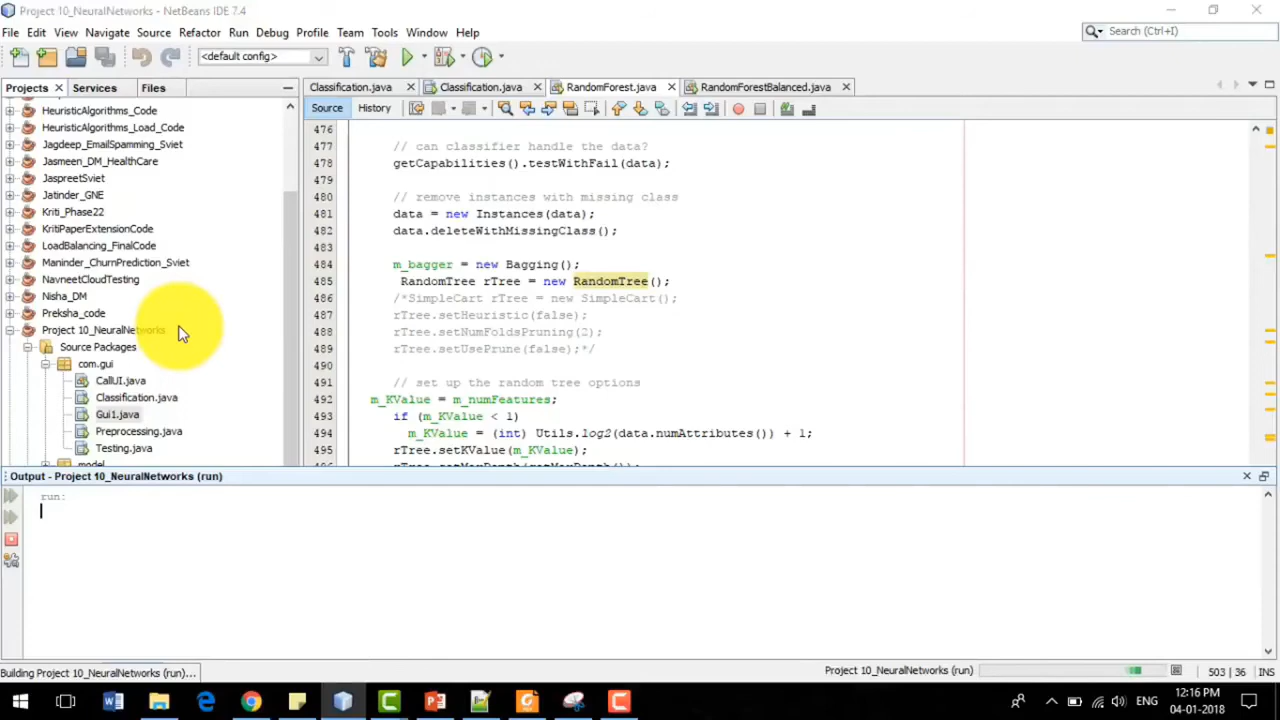 Project 10_NeuralNetworks - NetBeans IDE 7.4
File Edit View Navigate Source Refactor Run Debug Profile Team Tools Window Help
Search (Ctrl+I)
<default config>
Projects Services Files
Classification.java Classification.java RandomForest.java RandomForestBalanced.java
Source History
HeuristicAlgorithms_Code
HeuristicAlgorithms_Load_Code
Jagdeep_EmailSpamming_Sviet
Jasmeen_DM_HealthCare
JaspreetSviet
Jatinder_GNE
Kriti_Phase22
KritiPaperExtensionCode
LoadBalancing_FinalCode
Maninder_ChurnPrediction_Sviet
NavneetCloudTesting
Nisha_DM
Preksha_code
Project 10_NeuralNetworks
Source Packages
com.gui
CallUI.java
Classification.java
Gui1.java
Preprocessing.java
Testing.java
model
476
477 // can classifier handle the data?
478 getCapabilities().testWithFail(data);
479
480 // remove instances with missing class
481 data = new Instances(data);
482 data.deleteWithMissingClass();
483
484 m_bagger = new Bagging();
485 RandomTree rTree = new RandomTree();
486 /*SimpleCart rTree = new SimpleCart();
487 rTree.setHeuristic(false);
488 rTree.setNumFoldsPruning(2);
489 rTree.setUsePrune(false);*/
490
491 // set up the random tree options
492 m_KValue = m_numFeatures;
493 if (m_KValue < 1)
494 m_KValue = (int) Utils.log2(data.numAttributes()) + 1;
495 rTree.setKValue(m_KValue);
496 rTree.setMaxDepth(getMaxDepth());
Output - Project 10_NeuralNetworks (run)
run:
Building Project 10_NeuralNetworks (run)...
Project 10_NeuralNetworks (run)
503 | 36 INS
ENG
12:16 PM
04-01-2018